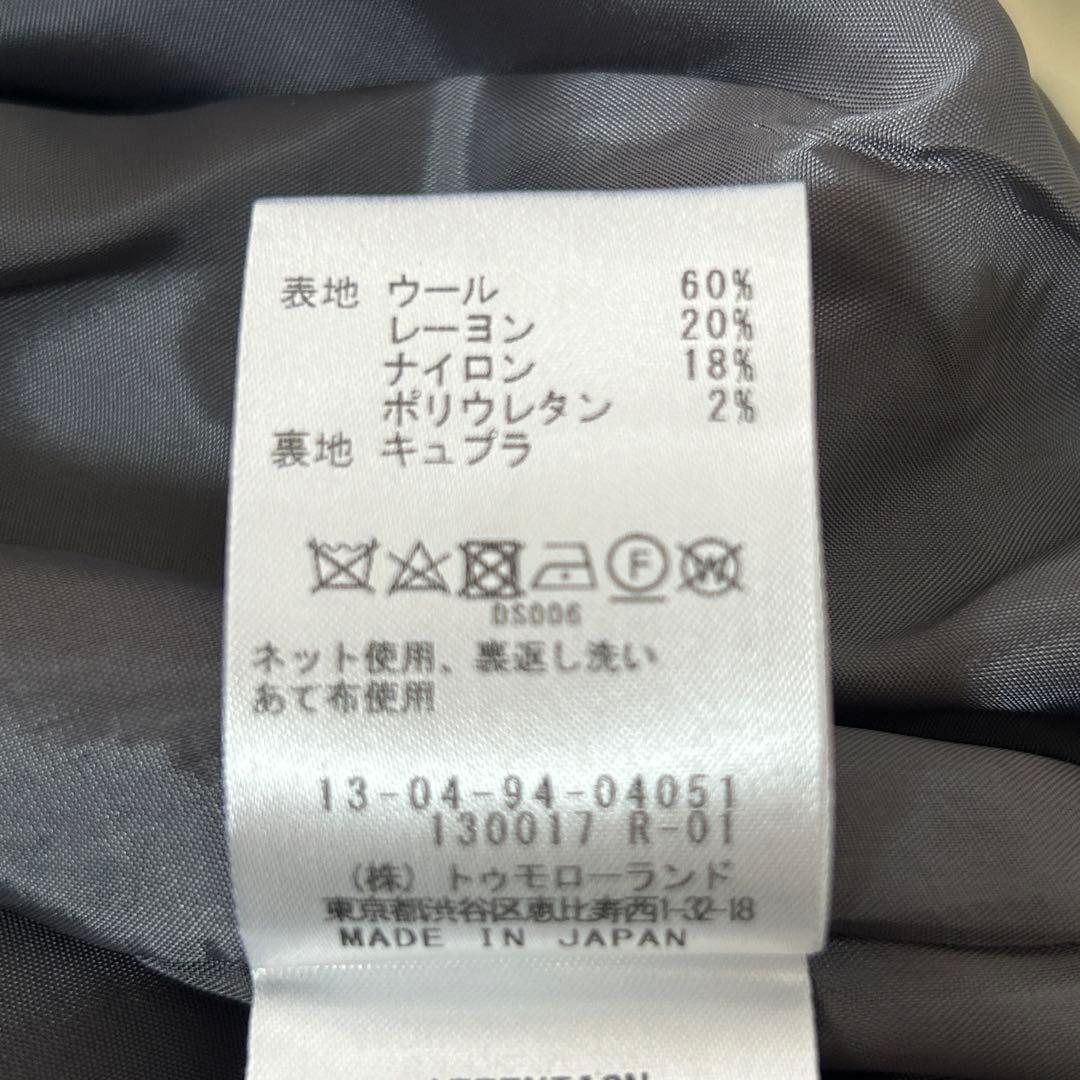 表地 ウール 60%
レーヨン 20%
ナイロン 18%
ポリウレタン 2%
裏地 キュプラ
F W
DS006
ネット使用、裏返し洗い
あて布使用
13-04-94-04051
130017 R-01
(株) トゥモローランド
東京都渋谷区恵比寿西1-32-18
MADE IN JAPAN